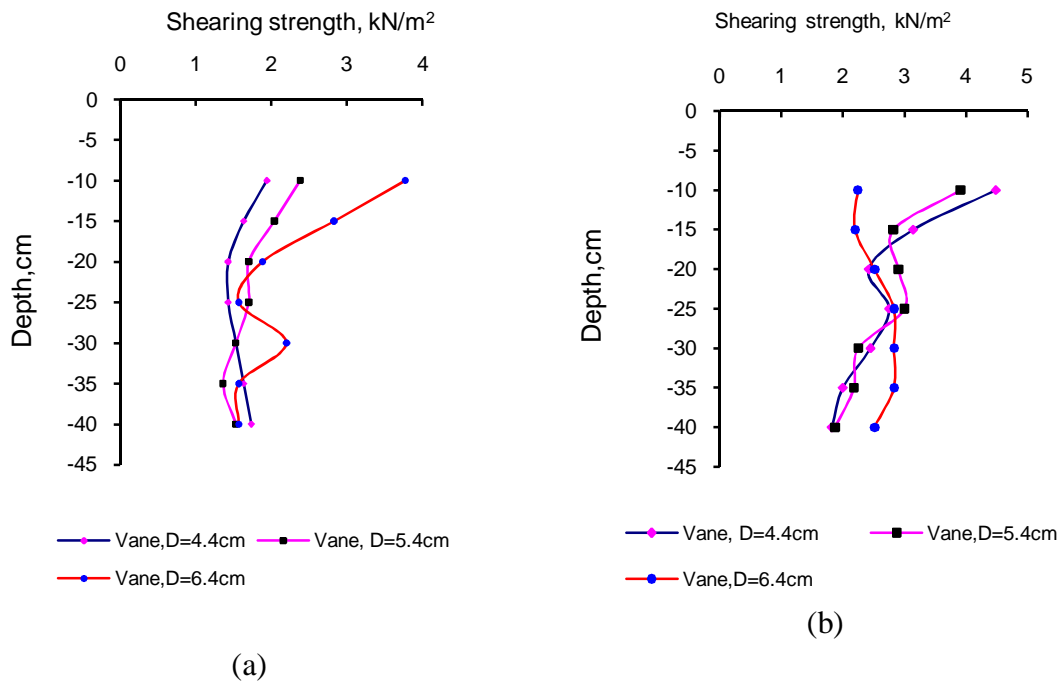 Shearing strength, kN/m²
0 1 2 3 4
0
-5
-10
-15
-20
-25
-30
-35
-40
-45
Depth,cm
Vane,D=4.4cm Vane, D=5.4cm
Vane,D=6.4cm
(a)
Shearing strength, kN/m²
0 1 2 3 4 5
0
-5
-10
-15
-20
-25
-30
-35
-40
-45
Depth,cm
Vane, D=4.4cm Vane,D=5.4cm
Vane,D=6.4cm
(b)